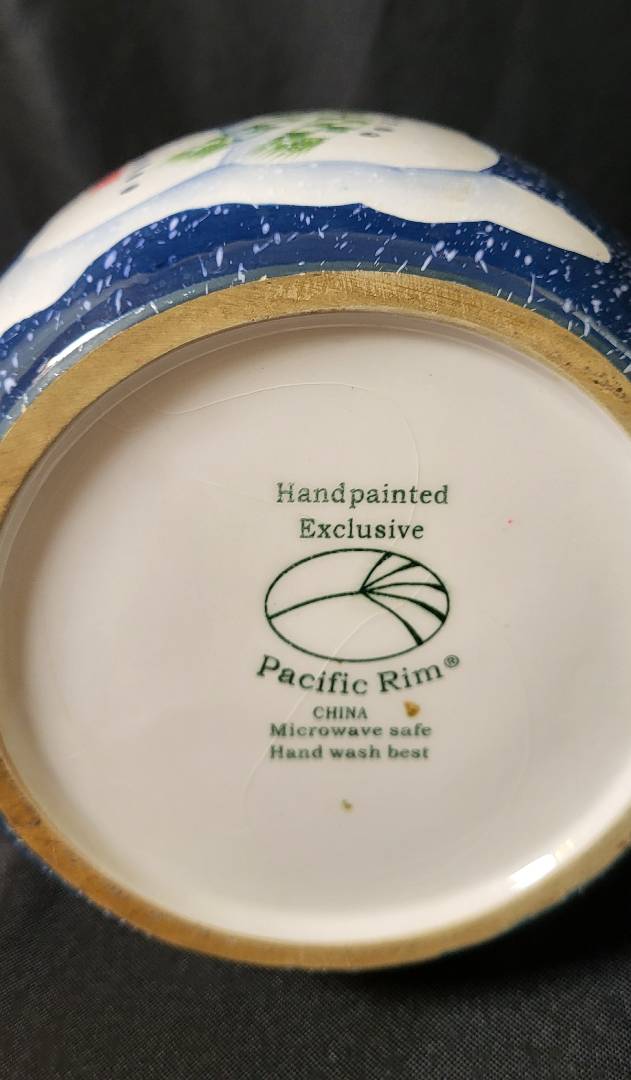 Handpainted
Exclusive
Pacific Rim®
CHINA
Microwave safe
Hand wash best